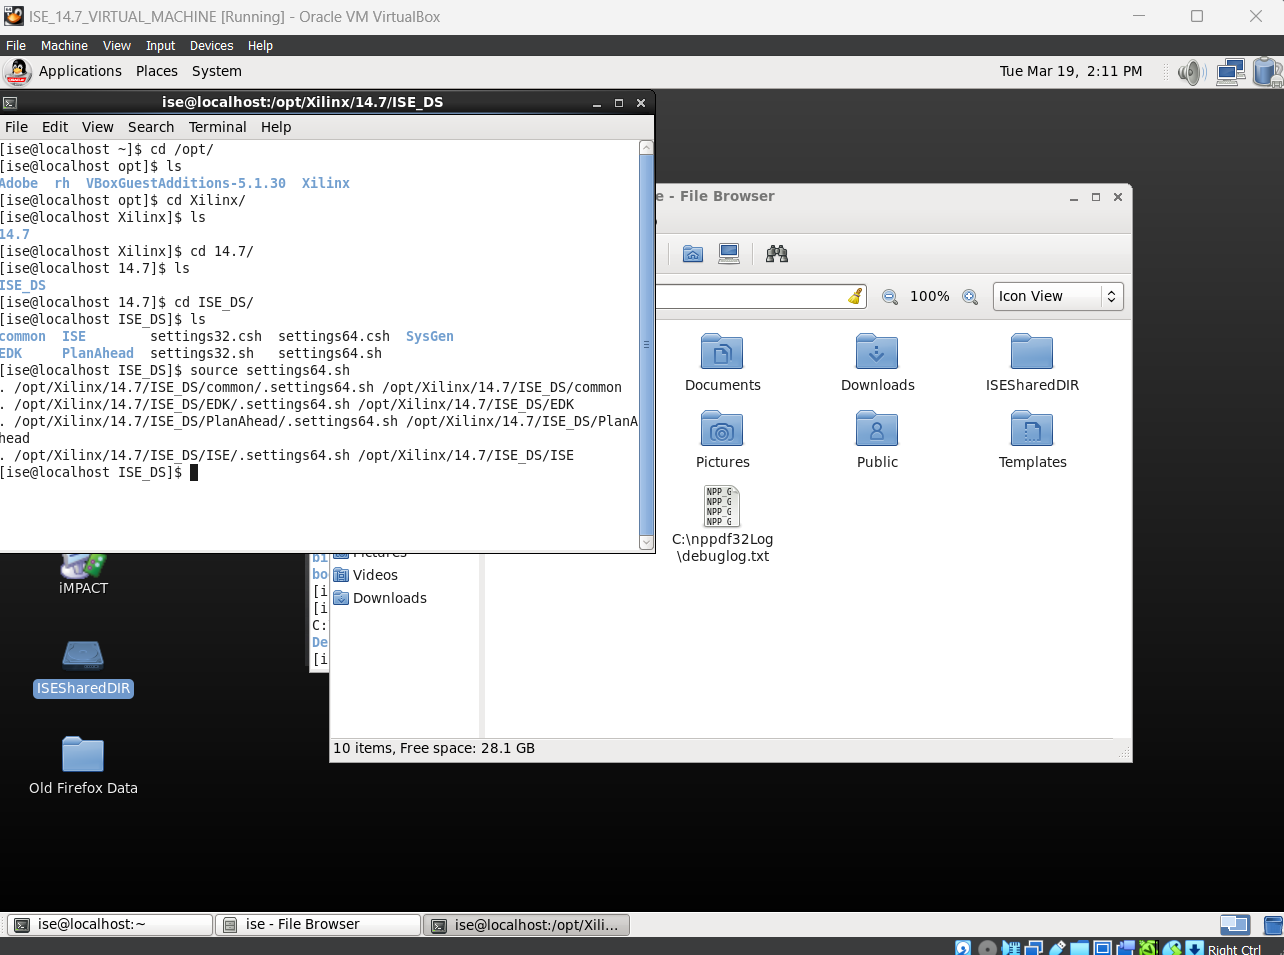 ISE_14.7_VIRTUAL_MACHINE [Running] - Oracle VM VirtualBox
File Machine View Input Devices Help
Applications Places System
Tue Mar 19, 2:11 PM
ise@localhost:/opt/Xilinx/14.7/ISE_DS
File Edit View Search Terminal Help
[ise@localhost ~]$ cd /opt/
[ise@localhost opt]$ ls
Adobe rh VBoxGuestAdditions-5.1.30 Xilinx
[ise@localhost opt]$ cd Xilinx/
[ise@localhost Xilinx]$ ls
14.7
[ise@localhost Xilinx]$ cd 14.7/
[ise@localhost 14.7]$ ls
ISE_DS
[ise@localhost 14.7]$ cd ISE_DS/
[ise@localhost ISE_DS]$ ls
common ISE settings32.csh settings64.csh SysGen
EDK PlanAhead settings32.sh settings64.sh
[ise@localhost ISE_DS]$ source settings64.sh
. /opt/Xilinx/14.7/ISE_DS/common/.settings64.sh /opt/Xilinx/14.7/ISE_DS/common
. /opt/Xilinx/14.7/ISE_DS/EDK/.settings64.sh /opt/Xilinx/14.7/ISE_DS/EDK
. /opt/Xilinx/14.7/ISE_DS/PlanAhead/.settings64.sh /opt/Xilinx/14.7/ISE_DS/PlanA
head
. /opt/Xilinx/14.7/ISE_DS/ISE/.settings64.sh /opt/Xilinx/14.7/ISE_DS/ISE
[ise@localhost ISE_DS]$
e - File Browser
100%
Icon View
Documents
Downloads
ISESharedDIR
Pictures
Public
Templates
NPP_G
NPP_G
NPP_G
NPP_G
C:\nppdf32Log
\debuglog.txt
Pictures
Videos
Downloads
10 items, Free space: 28.1 GB
bi
bo
[i
[i
C:
De
[i
iMPACT
ISESharedDIR
Old Firefox Data
ise@localhost:~
ise - File Browser
ise@localhost:/opt/Xili...
Right Ctrl